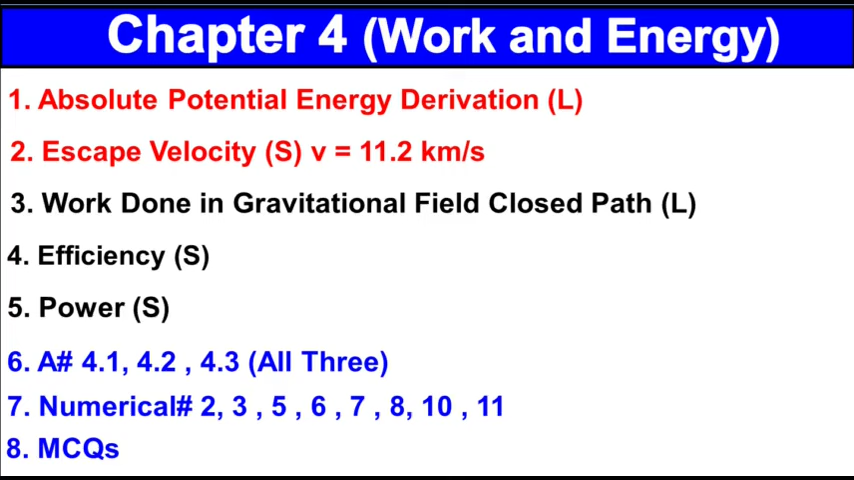 Chapter 4 (Work and Energy)
1. Absolute Potential Energy Derivation (L)
2. Escape Velocity (S) v = 11.2 km/s
3. Work Done in Gravitational Field Closed Path (L)
4. Efficiency (S)
5. Power (S)
6. A# 4.1, 4.2 , 4.3 (All Three)
7. Numerical# 2, 3 , 5 , 6 , 7 , 8, 10 , 11
8. MCQs